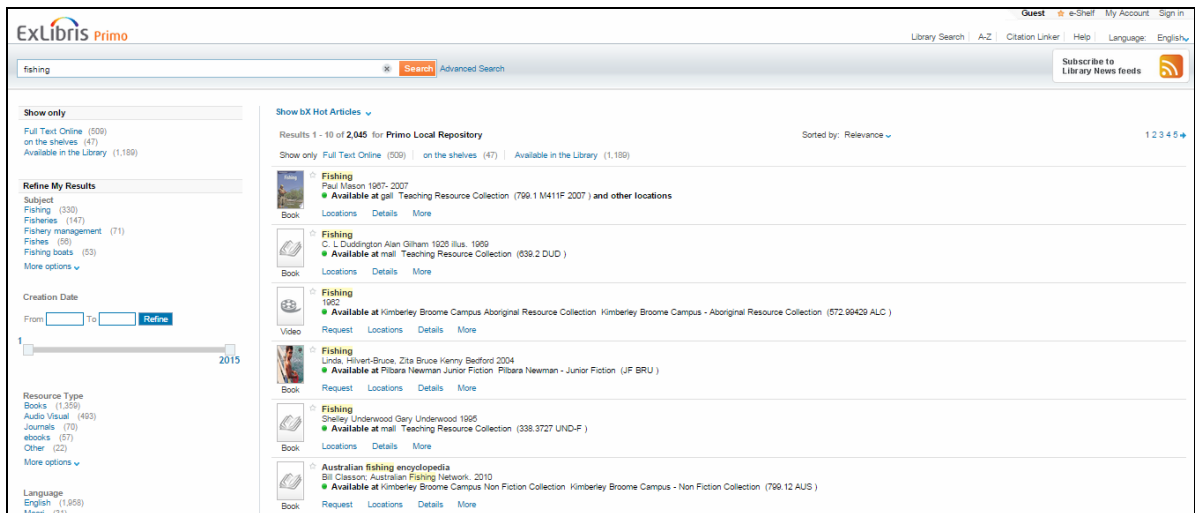 Guest e-Shelf My Account Sign in
ExLibris Primo
Library Search A-Z Citation Linker Help Language: English
fishing
Search Advanced Search
Subscribe to
Library News feeds
Show only
Full Text Online (509)
on the shelves (47)
Available in the Library (1,189)
Refine My Results
Subject
Fishing (330)
Fisheries (147)
Fishery management (71)
Fishes (56)
Fishing boats (53)
More options
Creation Date
From To Refine
1
2015
Resource Type
Books (1,359)
Audio Visual (493)
Journals (70)
ebooks (57)
Other (22)
More options
Language
English (1,958)
Show bX Hot Articles
Results 1 - 10 of 2,045 for Primo Local Repository Sorted by: Relevance 1 2 3 4 5
Show only Full Text Online (509) on the shelves (47) Available in the Library (1,189)
Fishing
Paul Mason 1967- 2007
Available at gall Teaching Resource Collection (799.1 M411F 2007 ) and other locations
Book Locations Details More
Fishing
C. L Duddington Alan Gilham 1926 illus. 1969
Available at mall Teaching Resource Collection (639.2 DUD )
Book Locations Details More
Fishing
1962
Available at Kimberley Broome Campus Aboriginal Resource Collection Kimberley Broome Campus - Aboriginal Resource Collection (572.99429 ALC )
Video Request Locations Details More
Fishing
Linda. Hilvert-Bruce, Zita Bruce Kenny Bedford 2004
Available at Pilbara Newman Junior Fiction Pilbara Newman - Junior Fiction (JF BRU )
Book Request Locations Details More
Fishing
Shelley Underwood Gary Underwood 1995
Available at mall Teaching Resource Collection (338.3727 UND-F )
Book Locations Details More
Australian fishing encyclopedia
Bill Classon; Australian Fishing Network. 2010
Available at Kimberley Broome Campus Non Fiction Collection Kimberley Broome Campus - Non Fiction Collection (799.12 AUS )
Book Request Locations Details More